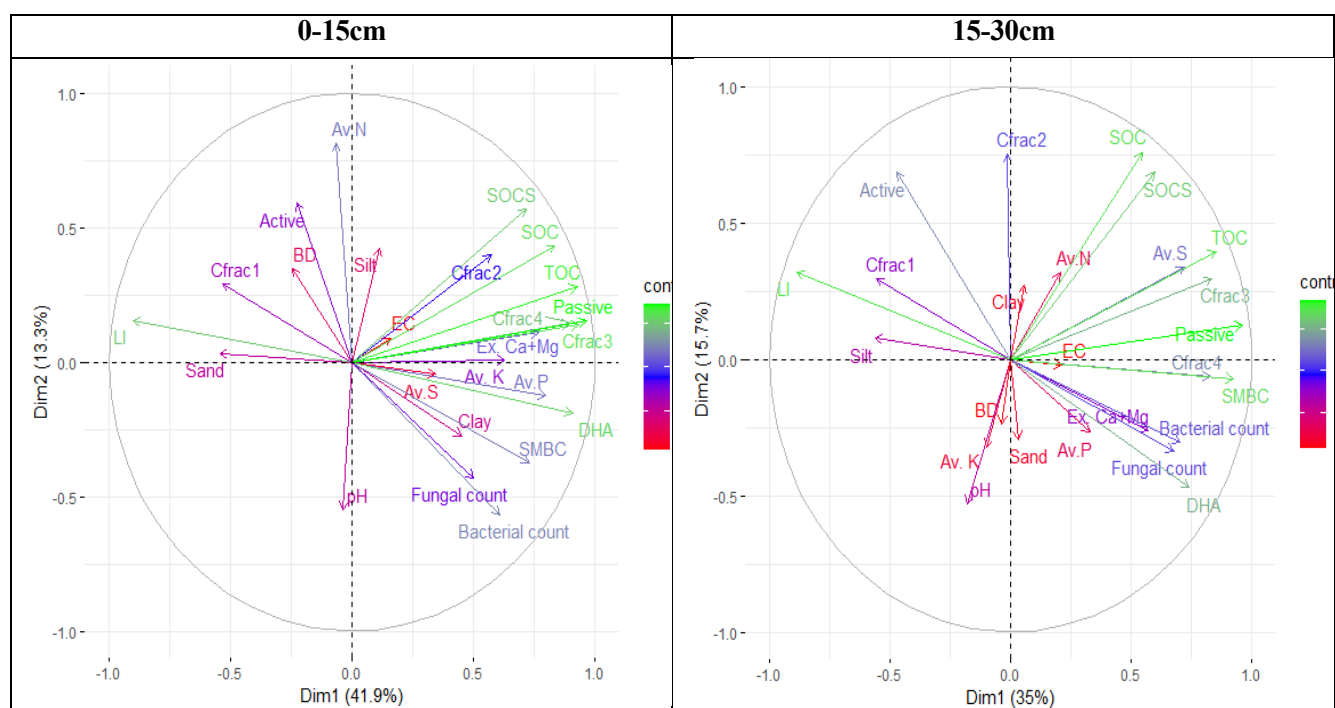 0-15cm
15-30cm
1.0
Av.N
SOCS
Active
0.5
SOC
BD
Silt
Cfrac1
Cfrac2
TOC
Passive
Cfrac4
LI
EC
Cfrac3
Ex_Ca+Mg
0.0
Sand
Av. K
Av.P
Av.S
Clay
DHA
SMBC
-0.5
pH
Fungal count
Bacterial count
-1.0
-1.0 -0.5 0.0 0.5 1.0
Dim1 (41.9%)
Dim2 (13.3%)
con
1.0
Cfrac2
SOC
Active
SOCS
0.5
TOC
Av.S
Av.N
Cfrac1
LI
Clay
Cfrac3
Passive
Silt
EC
0.0
Cfrac4
SMBC
BD
Ex_Ca+Mg
Bacterial count
Av. K
Sand
Av.P
Fungal count
pH
-0.5
DHA
-1.0
-1.0 -0.5 0.0 0.5 1.0
Dim1 (35%)
Dim2 (15.7%)
cont